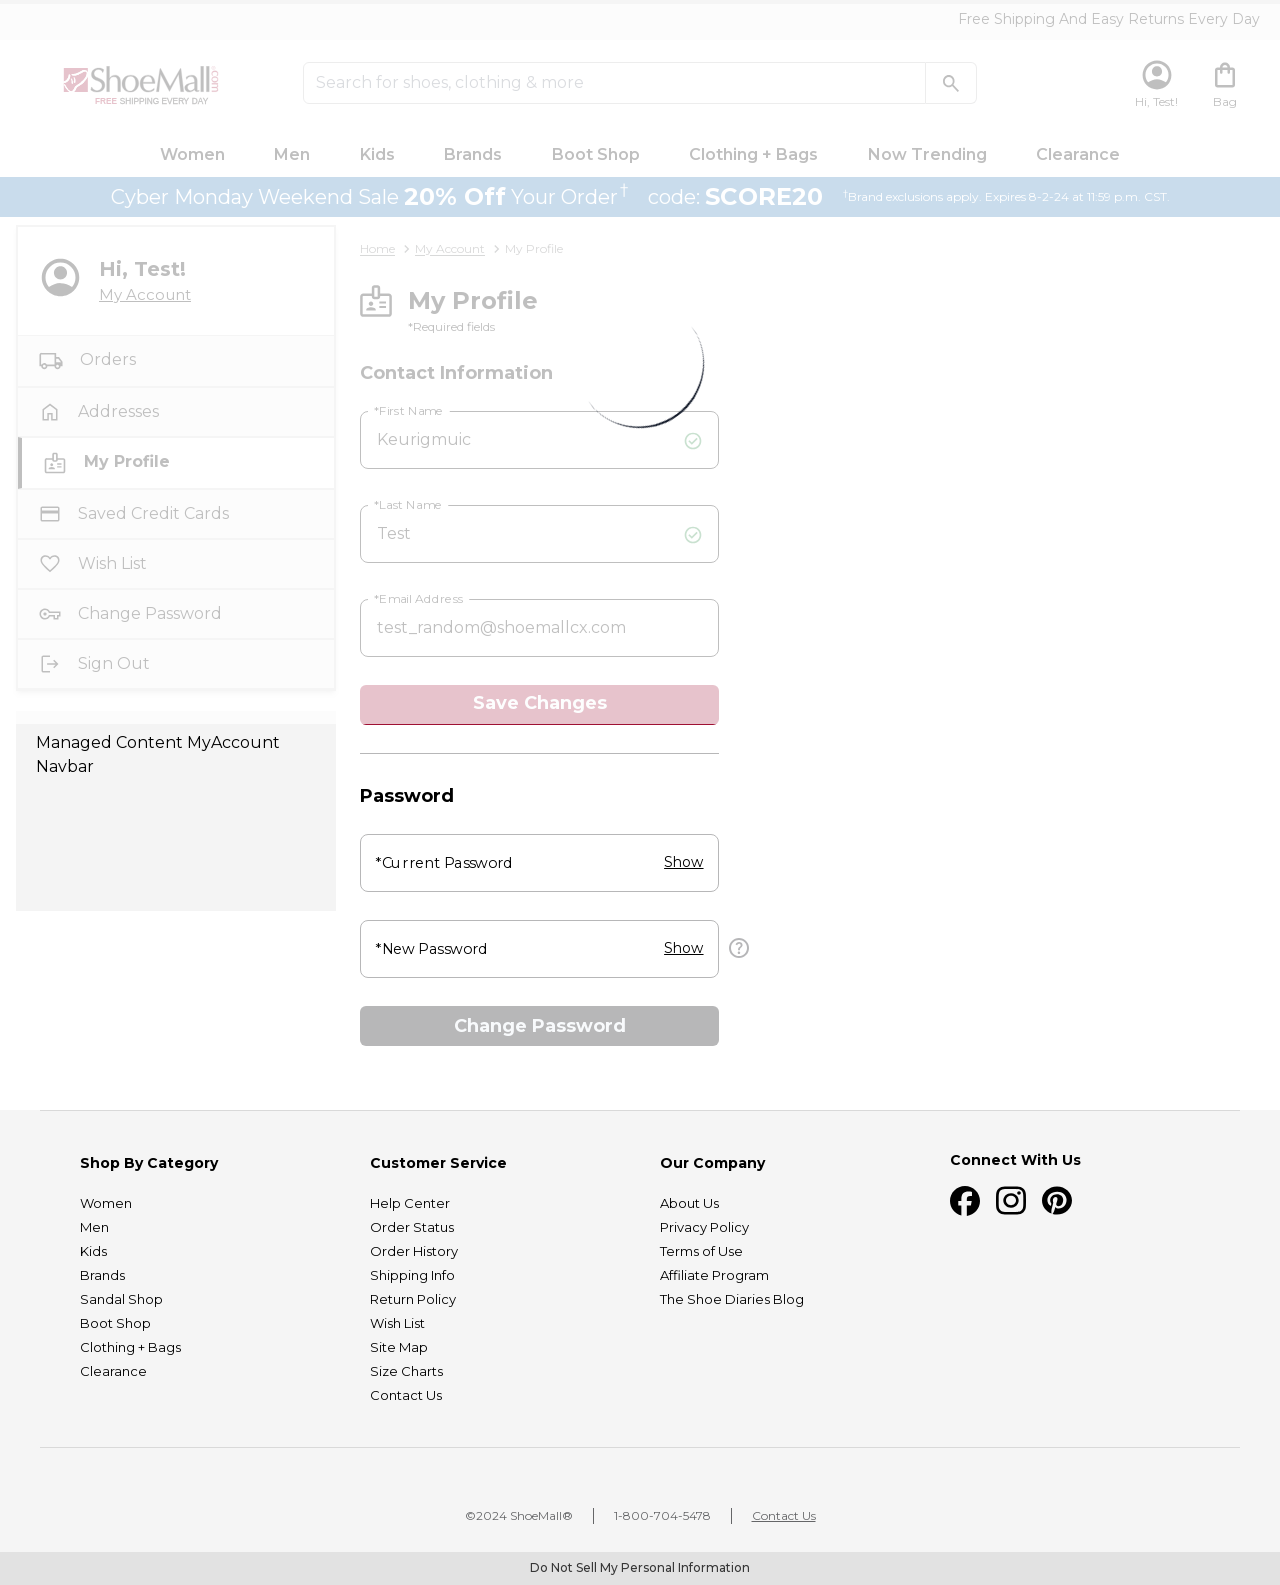 Free Shipping And Easy Returns Every Day
ShoeMall.com
FREE SHIPPING EVERY DAY
Search for shoes, clothing & more
Hi, Test!
Bag
Women Men Kids Brands Boot Shop Clothing + Bags Now Trending Clearance
Cyber Monday Weekend Sale 20% Off Your Order† code: SCORE20 †Brand exclusions apply. Expires 8-2-24 at 11:59 p.m. CST.
Hi, Test!
My Account
Orders
Addresses
My Profile
Saved Credit Cards
Wish List
Change Password
Sign Out
Managed Content MyAccount
Navbar
Home > My Account > My Profile
My Profile
*Required fields
Contact Information
*First Name
Keurigmuic
*Last Name
Test
*Email Address
test_random@shoemallcx.com
Save Changes
Password
*Current Password Show
*New Password Show
Change Password
Shop By Category
Women
Men
Kids
Brands
Sandal Shop
Boot Shop
Clothing + Bags
Clearance
Customer Service
Help Center
Order Status
Order History
Shipping Info
Return Policy
Wish List
Site Map
Size Charts
Contact Us
Our Company
About Us
Privacy Policy
Terms of Use
Affiliate Program
The Shoe Diaries Blog
Connect With Us
©2024 ShoeMall® | 1-800-704-5478 | Contact Us
Do Not Sell My Personal Information